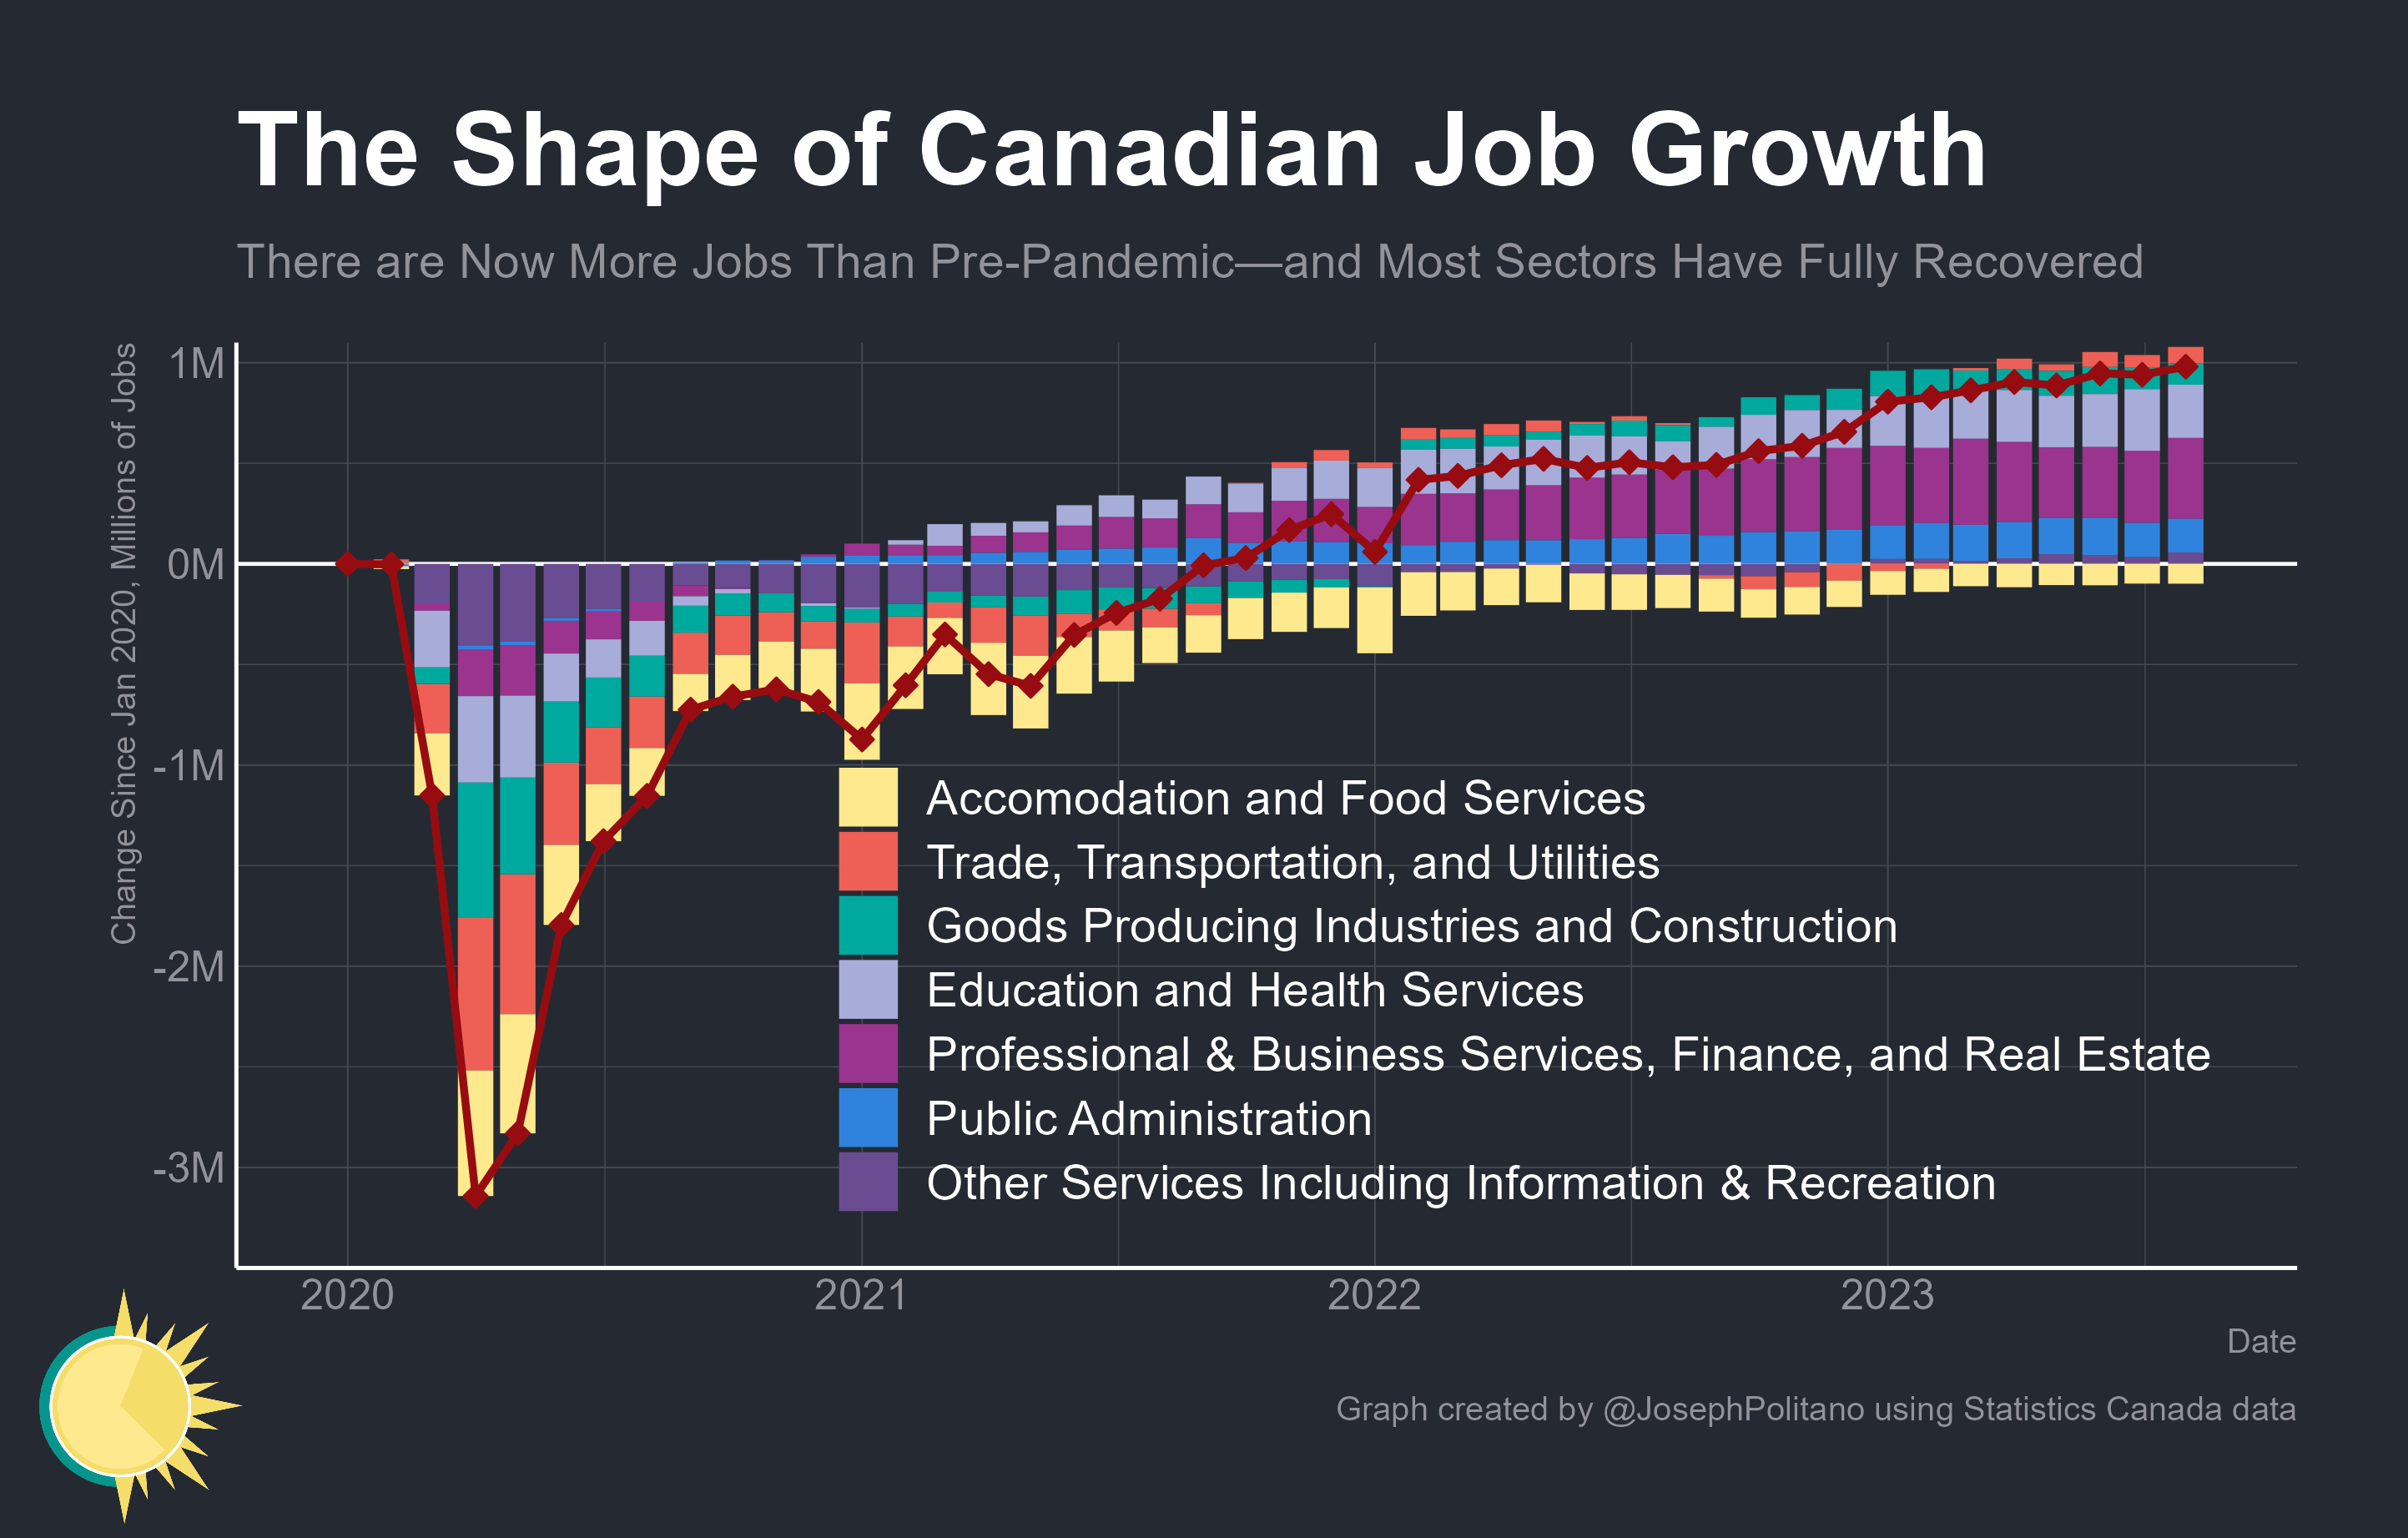 The Shape of Canadian Job Growth
There are Now More Jobs Than Pre-Pandemic—and Most Sectors Have Fully Recovered
Change Since Jan 2020, Millions of Jobs
1M
0M
-1M
-2M
-3M
Accomodation and Food Services
Trade, Transportation, and Utilities
Goods Producing Industries and Construction
Education and Health Services
Professional & Business Services, Finance, and Real Estate
Public Administration
Other Services Including Information & Recreation
2020
2021
2022
2023
Date
Graph created by @JosephPolitano using Statistics Canada data